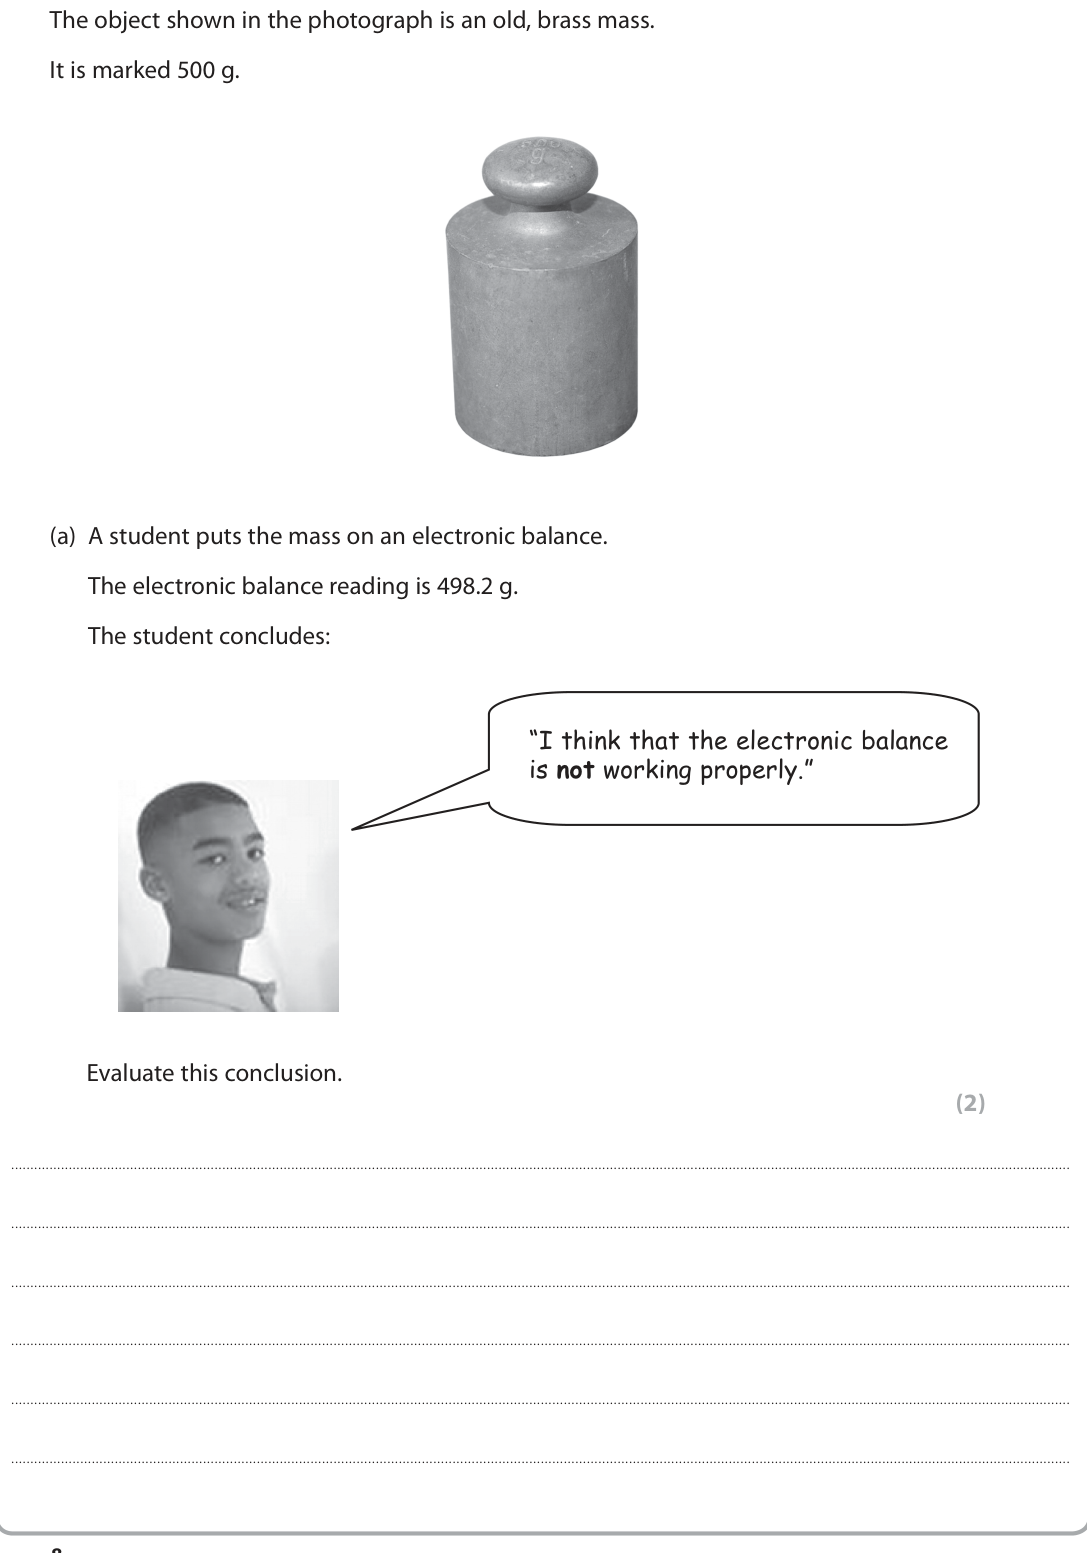 The object shown in the photograph is an old, brass mass.
It is marked 500 g.
(a) A student puts the mass on an electronic balance.
The electronic balance reading is 498.2 g.
The student concludes:
“I think that the electronic balance
is not working properly.”
Evaluate this conclusion.
(2)